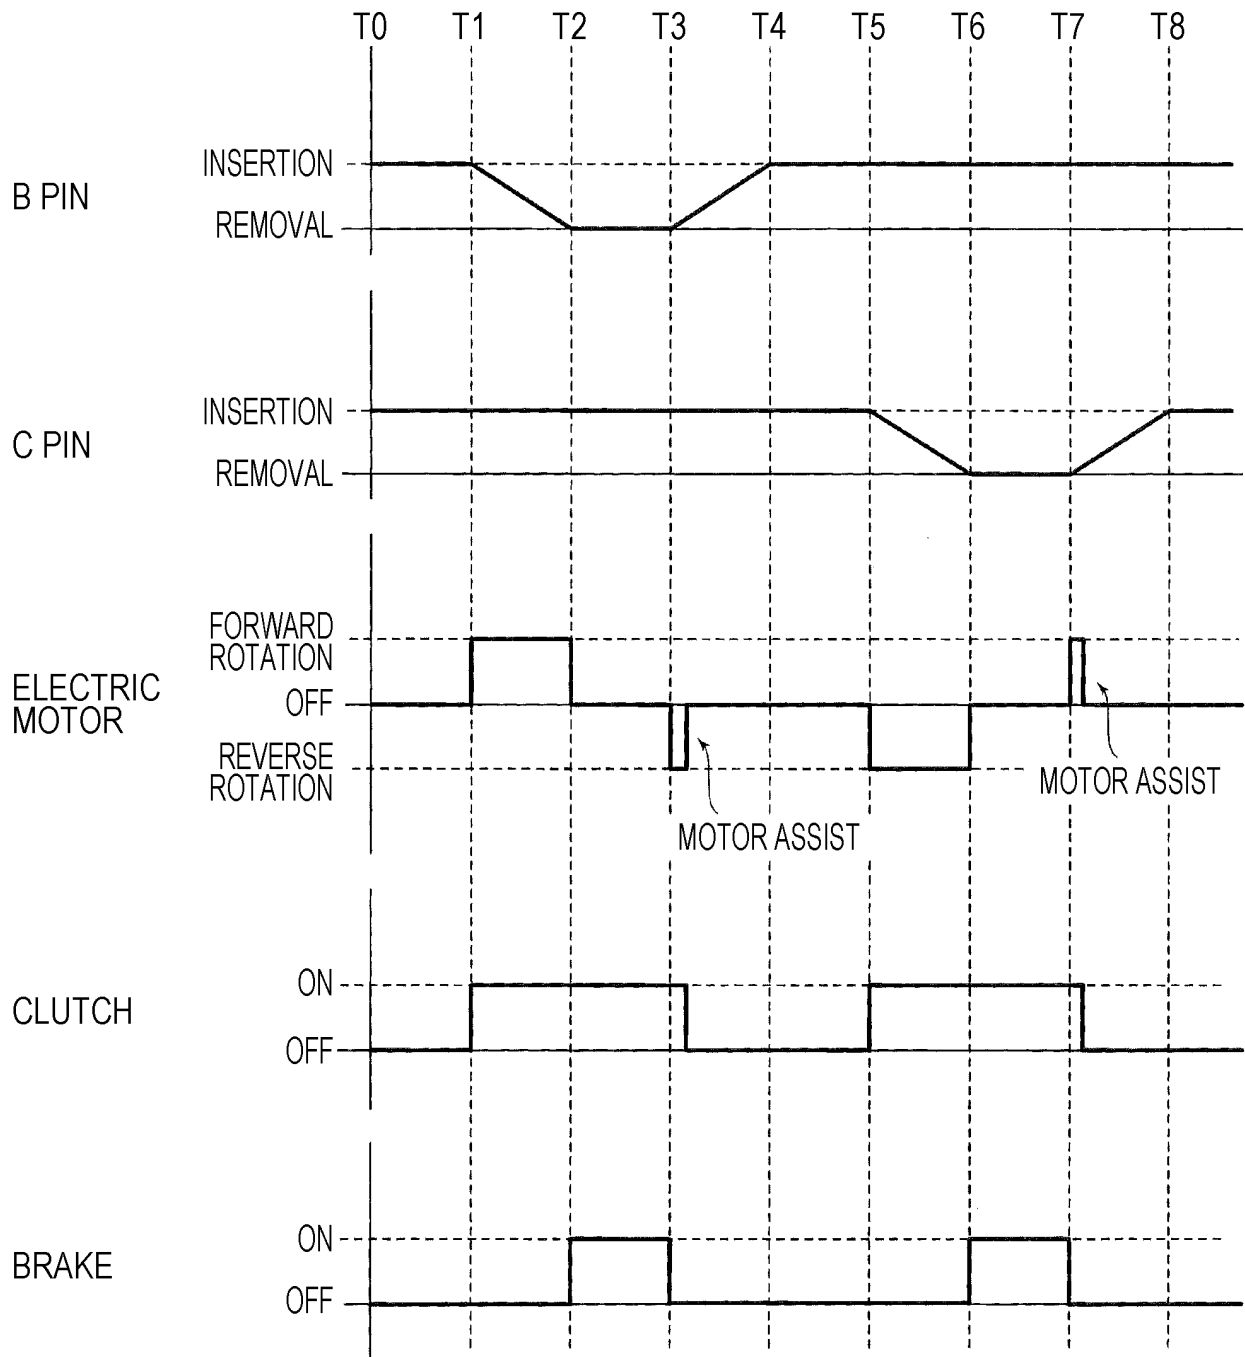 T0 T1 T2 T3 T4 T5 T6 T7 T8
INSERTION
B PIN
REMOVAL
INSERTION
C PIN
REMOVAL
FORWARD
ROTATION
ELECTRIC
MOTOR
OFF
REVERSE
ROTATION
MOTOR ASSIST
MOTOR ASSIST
ON
CLUTCH
OFF
ON
BRAKE
OFF